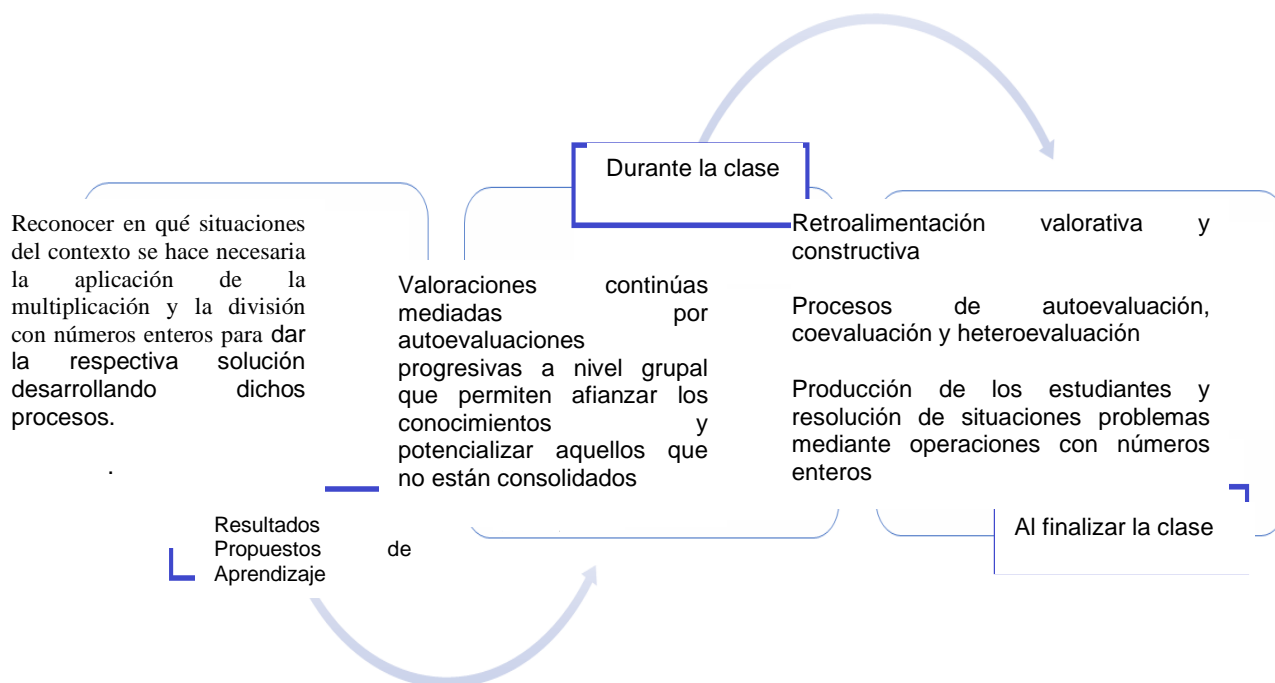 Reconocer en qué situaciones
del contexto se hace necesaria
la aplicación de la
multiplicación y la división
con números enteros para dar
la respectiva solución
desarrollando dichos
procesos.
.
Resultados
Propuestos de
Aprendizaje
Durante la clase
Valoraciones continúas
mediadas por
autoevaluaciones
progresivas a nivel grupal
que permiten afianzar los
conocimientos y
potencializar aquellos que
no están consolidados
Retroalimentación valorativa y
constructiva
Procesos de autoevaluación,
coevaluación y heteroevaluación
Producción de los estudiantes y
resolución de situaciones problemas
mediante operaciones con números
enteros
Al finalizar la clase